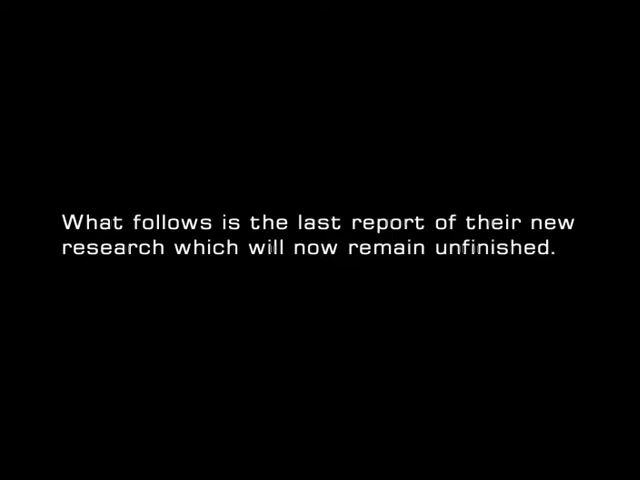 What follows is the last report of their new
research which will now remain unfinished.